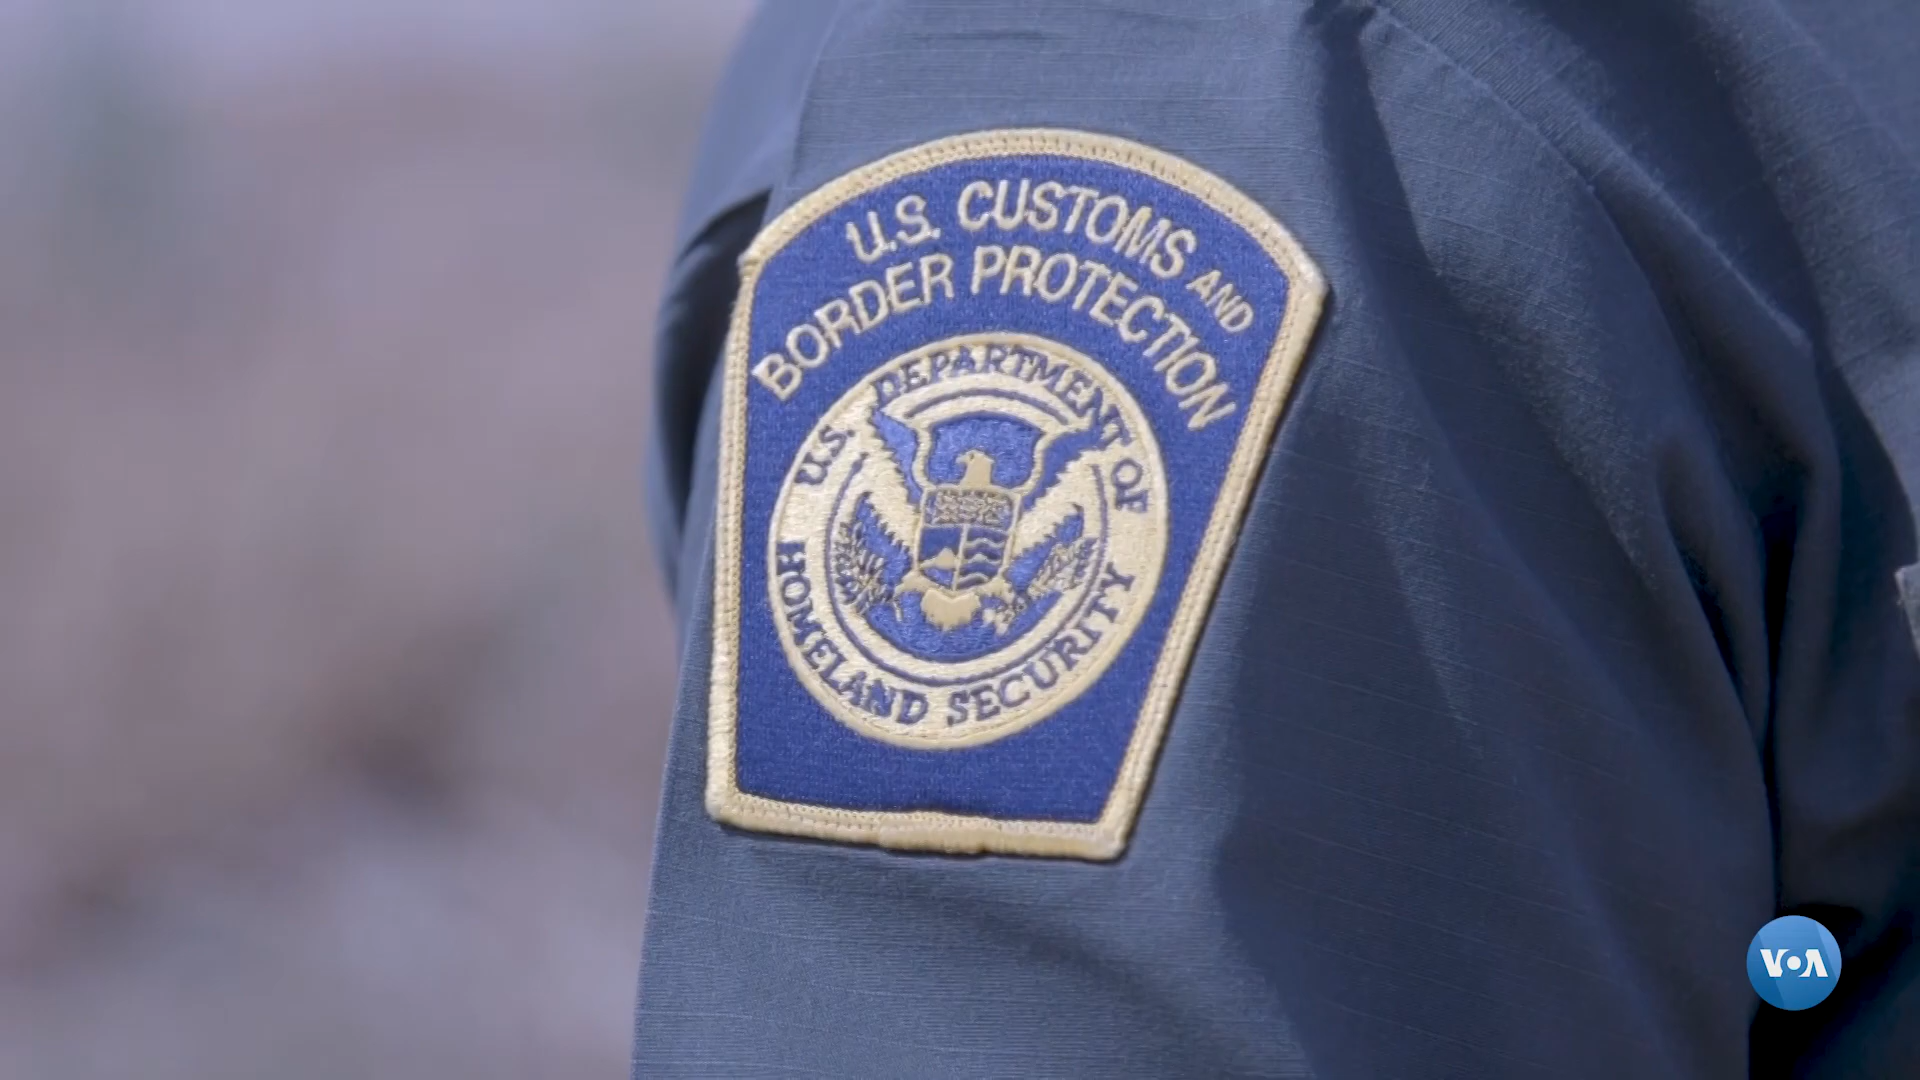 U.S. CUSTOMS AND
BORDER PROTECTION
U.S. DEPARTMENT OF
HOMELAND SECURITY
VOA